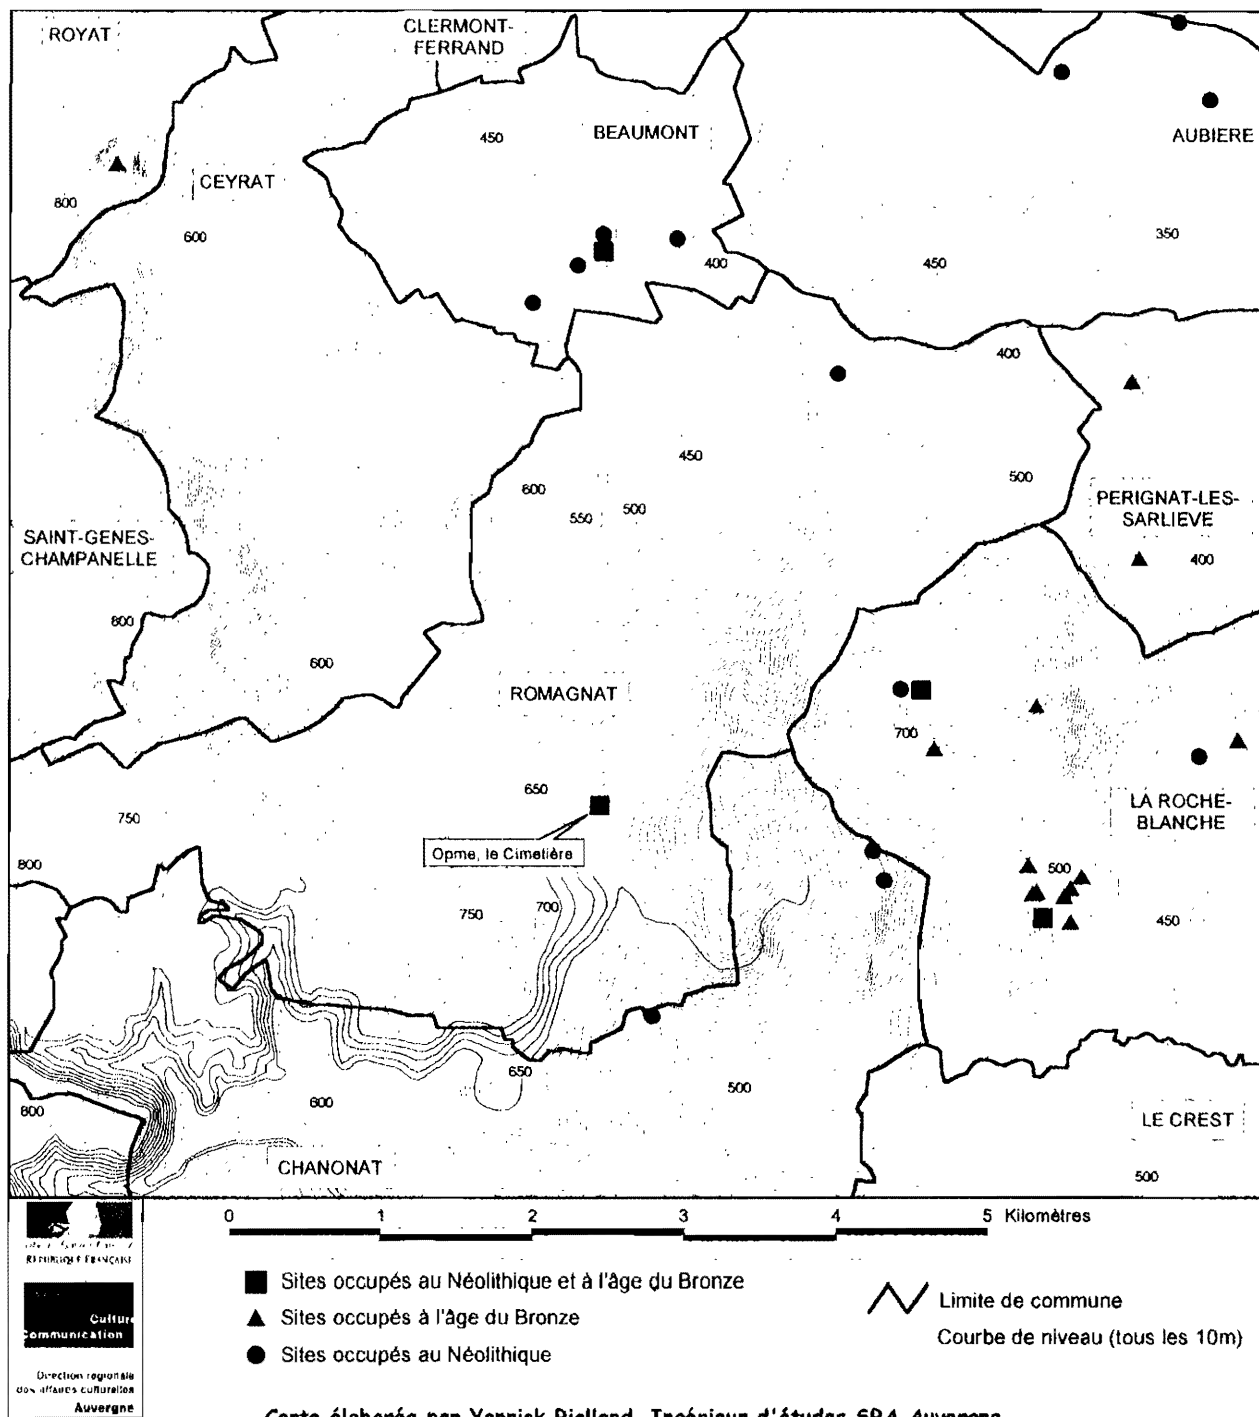 ROYAT
CLERMONT-
FERRAND
450
BEAUMONT
AUBIERE
CEYRAT
800
600
400
450
350
400
450
600
550
500
500
PERIGNAT-LES-
SARLIEVE
400
SAINT-GENES-
CHAMPANELLE
800
600
ROMAGNAT
700
650
750
LA ROCHE-
BLANCHE
Opme, le Cimetière
800
500
750
700
450
650
500
600
800
LE CREST
CHANONAT
500
0 1 2 3 4 5 Kilomètres
REPUBLIQUE FRANÇAISE
Sites occupés au Néolithique et à l'âge du Bronze
Sites occupés à l'âge du Bronze
Sites occupés au Néolithique
Limite de commune
Courbe de niveau (tous les 10m)
Culture
Communication
Direction régionale
des affaires culturelles
Auvergne